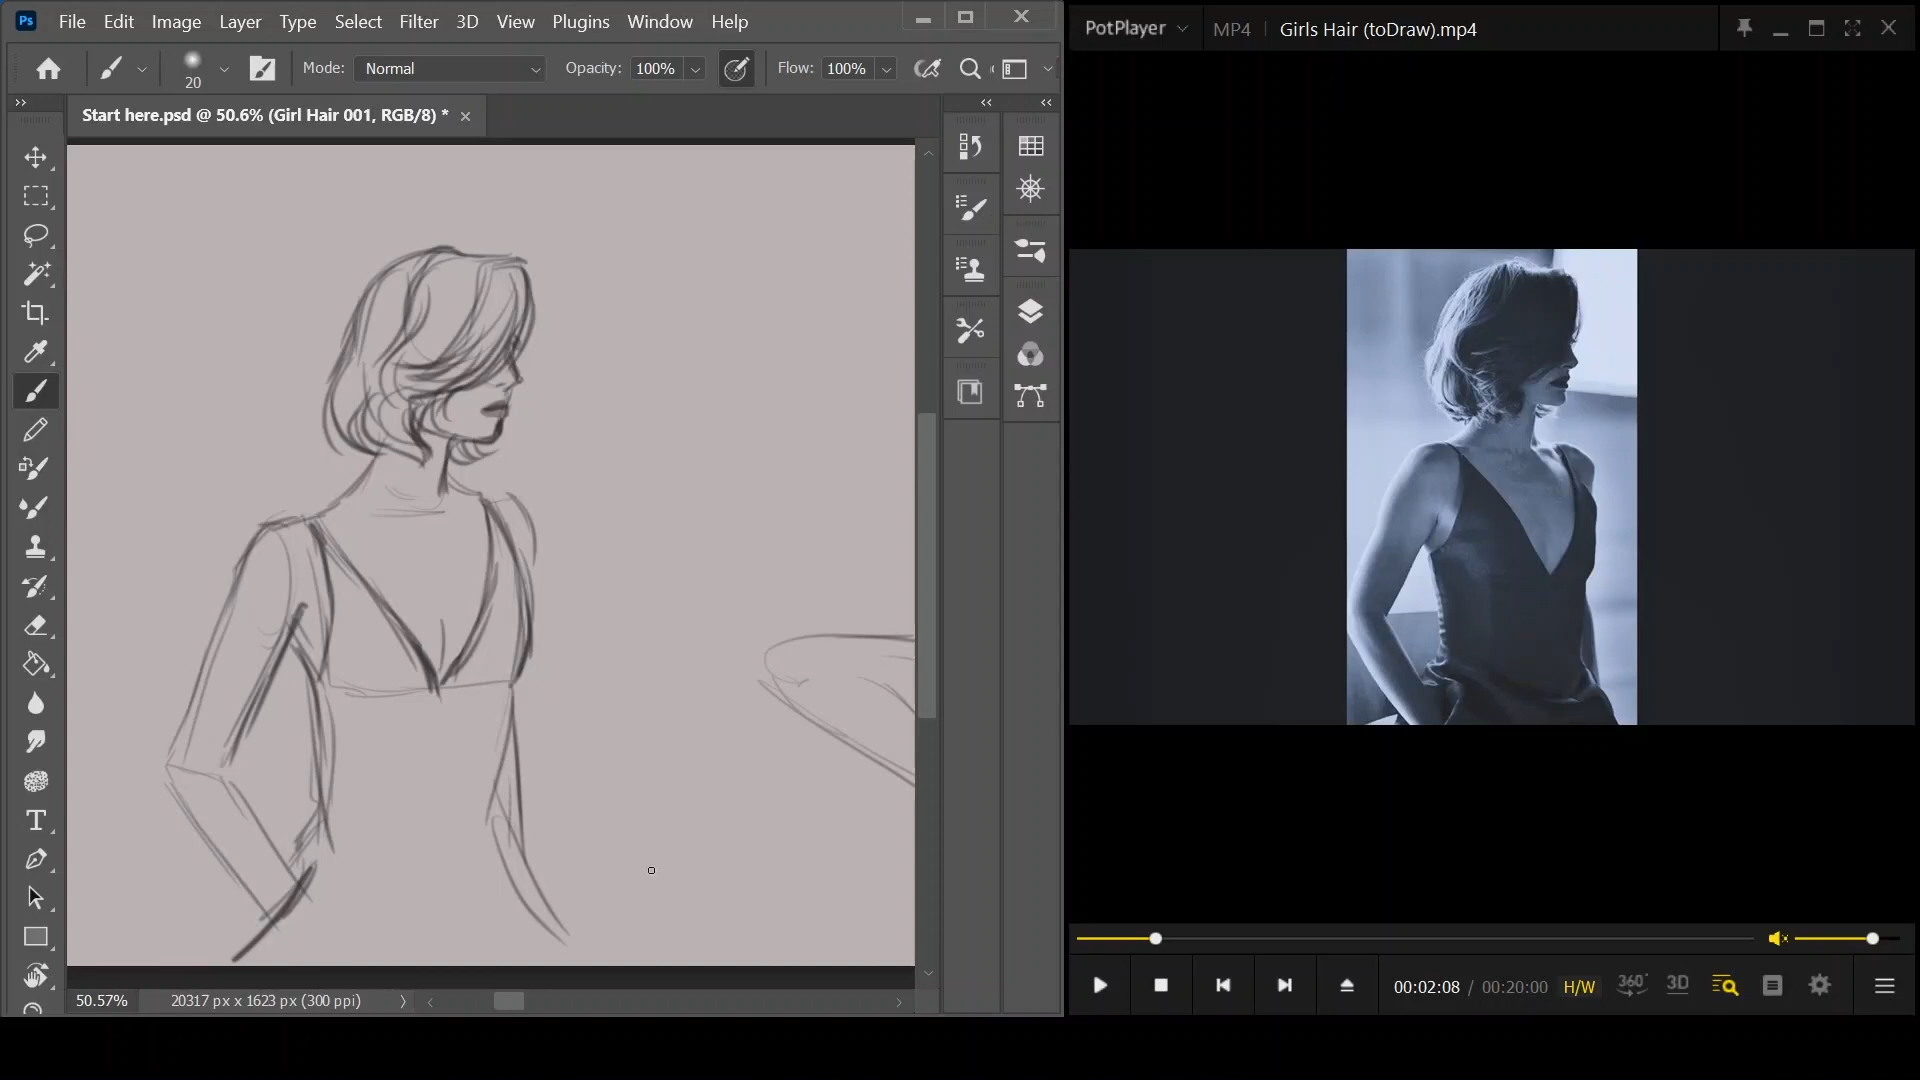 Ps File Edit Image Layer Type Select Filter 3D View Plugins Window Help
20 Mode: Normal Opacity: 100% Flow: 100%
Start here.psd @ 50.6% (Girl Hair 001, RGB/8) *
50.57% 20317 px x 1623 px (300 ppi)
PotPlayer MP4 Girls Hair (toDraw).mp4
00:02:08 / 00:20:00 H/W 360° 3D